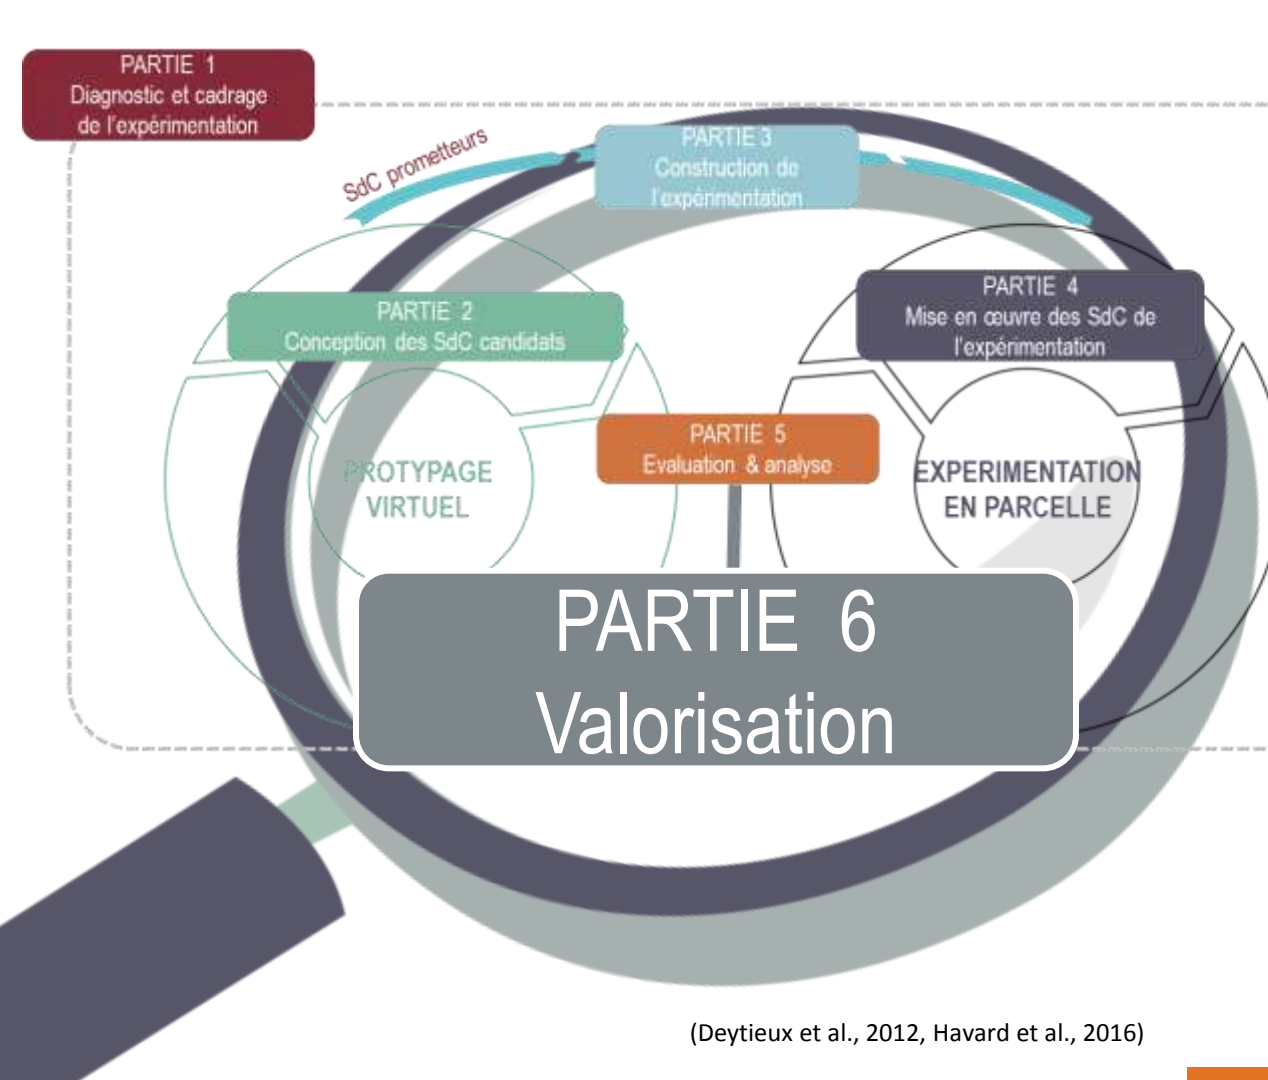 PARTIE 1
Diagnostic et cadrage
de l'expérimentation
SdC prometteurs
PARTIE 3
Construction de
l'expérimentation
PARTIE 2
Conception des SdC candidats
PARTIE 4
Mise en œuvre des SdC de
l'expérimentation
PARTIE 5
Evaluation & analyse
PROTYPAGE
VIRTUEL
EXPERIMENTATION
EN PARCELLE
PARTIE 6
Valorisation
(Deytieux et al., 2012, Havard et al., 2016)